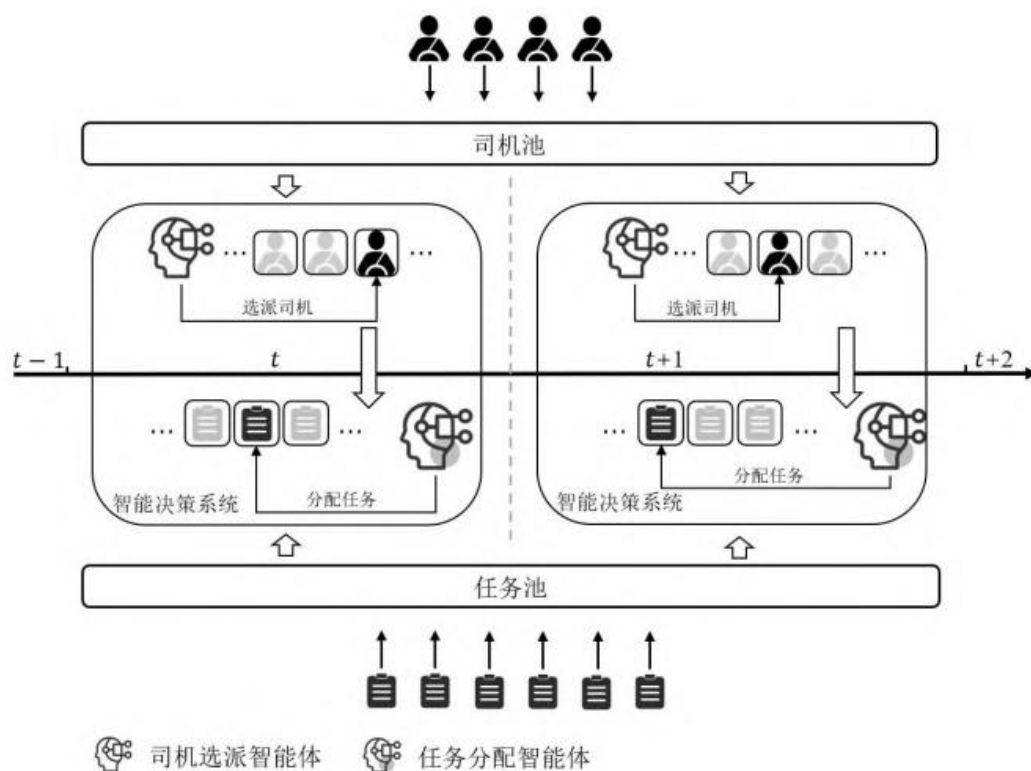 司机池
… … … …
选派司机 选派司机
t − 1 t t+1 t+2
… … … …
分配任务 分配任务
智能决策系统 智能决策系统
任务池
司机选派智能体 任务分配智能体